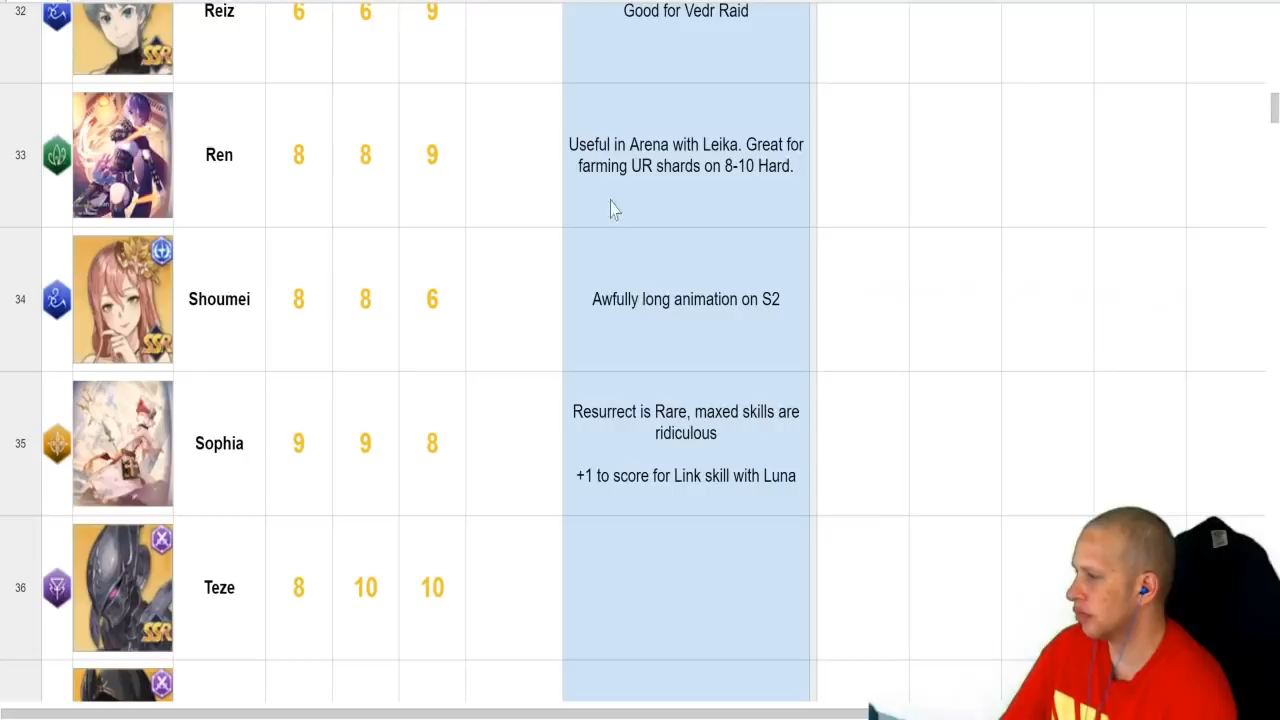 32
Reiz
6
6
9
Good for Vedr Raid
SSR
33
Ren
8
8
9
Useful in Arena with Leika. Great for
farming UR shards on 8-10 Hard.
34
Shoumei
8
8
6
Awfully long animation on S2
SSR
35
Sophia
9
9
8
Resurrect is Rare, maxed skills are
ridiculous
+1 to score for Link skill with Luna
36
Teze
8
10
10
SSR